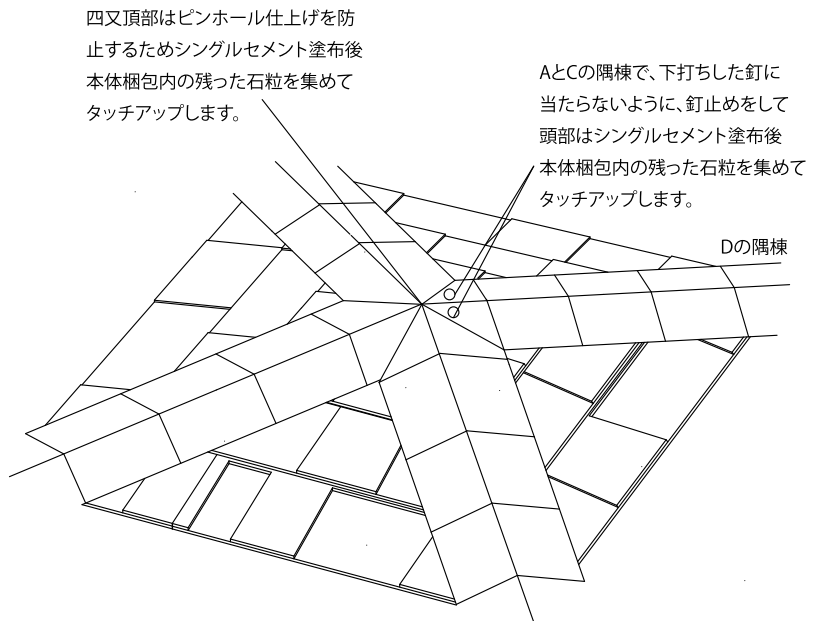 四又頂部はピンホール仕上げを防
止するためシングルセメント塗布後
本体梱包内の残った石粒を集めて
タッチアップします。
AとCの隅棟で、下打ちした釘に
当たらないように、釘止めをして
頭部はシングルセメント塗布後
本体梱包内の残った石粒を集めて
タッチアップします。
Dの隅棟